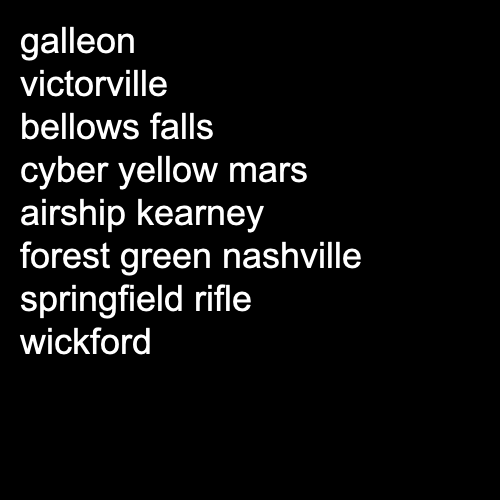 galleon
victorville
bellows falls
cyber yellow mars
airship kearney
forest green nashville
springfield rifle
wickford